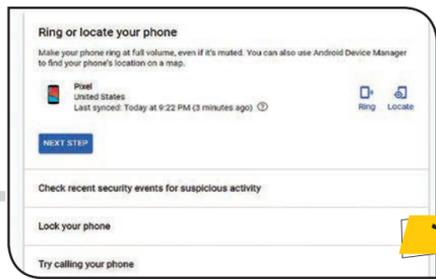 Ring or locate your phone
Make your phone ring at full volume, even if it's muted. You can also use Android Device Manager
to find your phone's location on a map.
Pixel
United States
Last synced: Today at 9:22 PM (3 minutes ago) ?
Ring Locate
NEXT STEP
Check recent security events for suspicious activity
Lock your phone
Try calling your phone